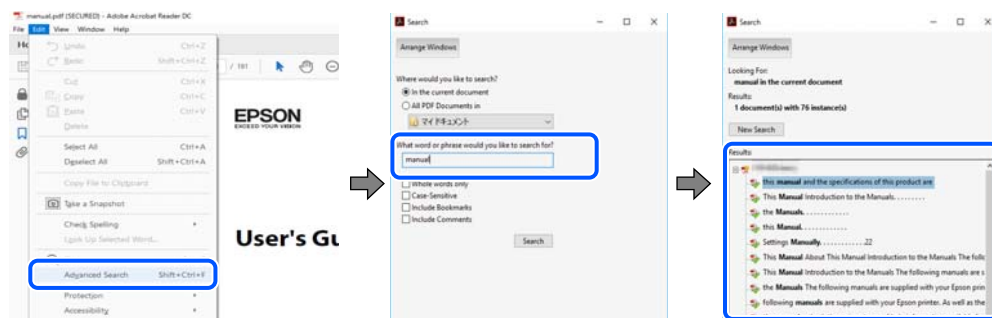 manual.pdf (SECURED) - Adobe Acrobat Reader DC
File Edit View Window Help
Undo Ctrl+Z
Redo Shift+Ctrl+Z
Cut Ctrl+X
Copy Ctrl+C
Paste Ctrl+V
Delete
Select All Ctrl+A
Deselect All Shift+Ctrl+A
Copy File to Clipboard
Take a Snapshot
Check Spelling
Look Up Selected Word...
Advanced Search Shift+Ctrl+F
Protection
Accessibility
/ 191
EPSON
EXCEED YOUR VISION
User's Gu
Search
Arrange Windows
Where would you like to search?
In the current document
All PDF Documents in
マイ ドキュメント
What word or phrase would you like to search for?
manual
Whole words only
Case-Sensitive
Include Bookmarks
Include Comments
Search
Search
Arrange Windows
Looking For:
manual in the current document
Results:
1 document(s) with 76 instance(s)
New Search
Results:
this manual and the specifications of this product are
This Manual Introduction to the Manuals. . . . . . . . .
the Manuals. . . . . . . . . . . . .
this Manual. . . . . . . . . . . . .
Settings Manually. . . . . . . . . . . . .22
This Manual About This Manual Introduction to the Manuals The follo
This Manual Introduction to the Manuals The following manuals are s
the Manuals The following manuals are supplied with your Epson prin
following manuals are supplied with your Epson printer. As well as the